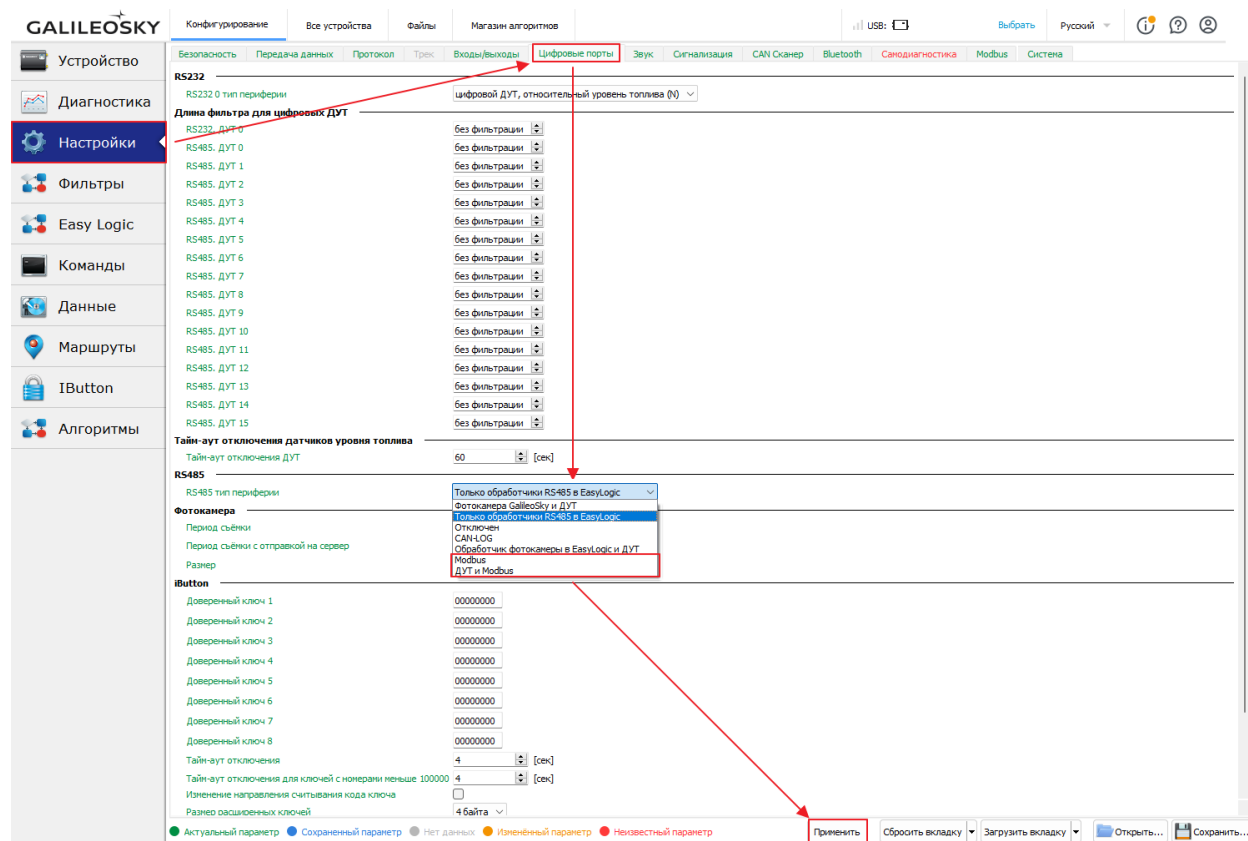 GALILEOSKY
Конфигурирование Все устройства Файлы Магазин алгоритмов USB: Выбрать Русский
Безопасность Передача данных Протокол Трек Входы/выходы Цифровые порты Звук Сигнализация CAN Сканер Bluetooth Самодиагностика Modbus Система
Устройство
Диагностика
Настройки
Фильтры
Easy Logic
Команды
Данные
Маршруты
IButton
Алгоритмы
RS232
RS232 0 тип периферии цифровой ДУТ, относительный уровень топлива (N)
Длина фильтра для цифровых ДУТ
RS232. ДУТ 0 без фильтрации
RS485. ДУТ 0 без фильтрации
RS485. ДУТ 1 без фильтрации
RS485. ДУТ 2 без фильтрации
RS485. ДУТ 3 без фильтрации
RS485. ДУТ 4 без фильтрации
RS485. ДУТ 5 без фильтрации
RS485. ДУТ 6 без фильтрации
RS485. ДУТ 7 без фильтрации
RS485. ДУТ 8 без фильтрации
RS485. ДУТ 9 без фильтрации
RS485. ДУТ 10 без фильтрации
RS485. ДУТ 11 без фильтрации
RS485. ДУТ 12 без фильтрации
RS485. ДУТ 13 без фильтрации
RS485. ДУТ 14 без фильтрации
RS485. ДУТ 15 без фильтрации
Тайм-аут отключения датчиков уровня топлива
Тайм-аут отключения ДУТ 60 [сек]
RS485
RS485 тип периферии Только обработчики RS485 в EasyLogic
Фотокамера GalileoSky и ДУТ
Только обработчики RS485 в EasyLogic
Отключен
CAN-LOG
Обработчик фотокамеры в EasyLogic и ДУТ
Modbus
ДУТ и Modbus
Фотокамера
Период съёмки
Период съёмки с отправкой на сервер
Размер
iButton
Доверенный ключ 1 00000000
Доверенный ключ 2 00000000
Доверенный ключ 3 00000000
Доверенный ключ 4 00000000
Доверенный ключ 5 00000000
Доверенный ключ 6 00000000
Доверенный ключ 7 00000000
Доверенный ключ 8 00000000
Тайм-аут отключения 4 [сек]
Тайм-аут отключения для ключей с номерами меньше 100000 4 [сек]
Изменение направления считывания кода ключа
Размер расширенных ключей 4 байта
Актуальный параметр Сохраненный параметр Нет данных Изменённый параметр Неизвестный параметр Применить Сбросить вкладку Загрузить вкладку Открыть... Сохранить...